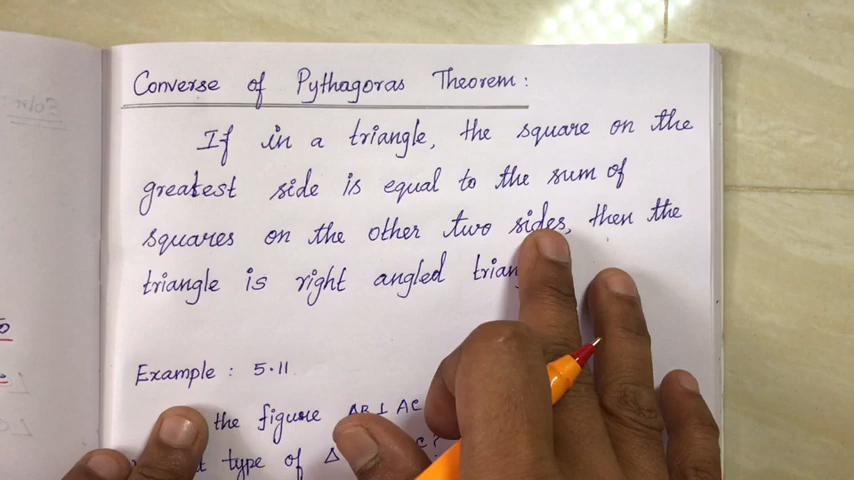 Converse of Pythagoras Theorem:
If in a triangle, the square on the
greatest side is equal to the sum of
squares on the other two sides, then the
triangle is right angled trian
Example : 5.11
the figure AB ⊥ AC
type of Δ C?